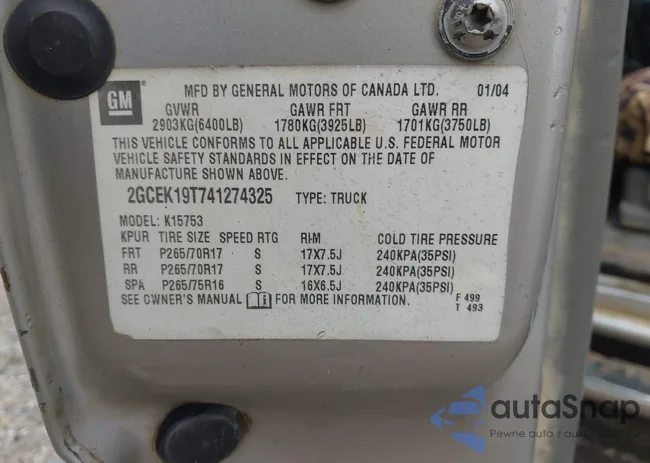 GM
MFD BY GENERAL MOTORS OF CANADA LTD. 01/04
GVWR GAWR FRT GAWR RR
2903KG(6400LB) 1780KG(3925LB) 1701KG(3750LB)
THIS VEHICLE CONFORMS TO ALL APPLICABLE U.S. FEDERAL MOTOR
VEHICLE SAFETY STANDARDS IN EFFECT ON THE DATE OF
MANUFACTURE SHOWN ABOVE.
2GCEK19T741274325 TYPE: TRUCK
MODEL: K15753
KPUR TIRE SIZE SPEED RTG RIM COLD TIRE PRESSURE
FRT P265/70R17 S 17X7.5J 240KPA(35PSI)
RR P265/70R17 S 17X7.5J 240KPA(35PSI)
SPA P265/75R16 S 16X6.5J 240KPA(35PSI)
SEE OWNER'S MANUAL i FOR MORE INFORMATION.
F 499
T 493
autaSnap
Pewne auta z aukcji